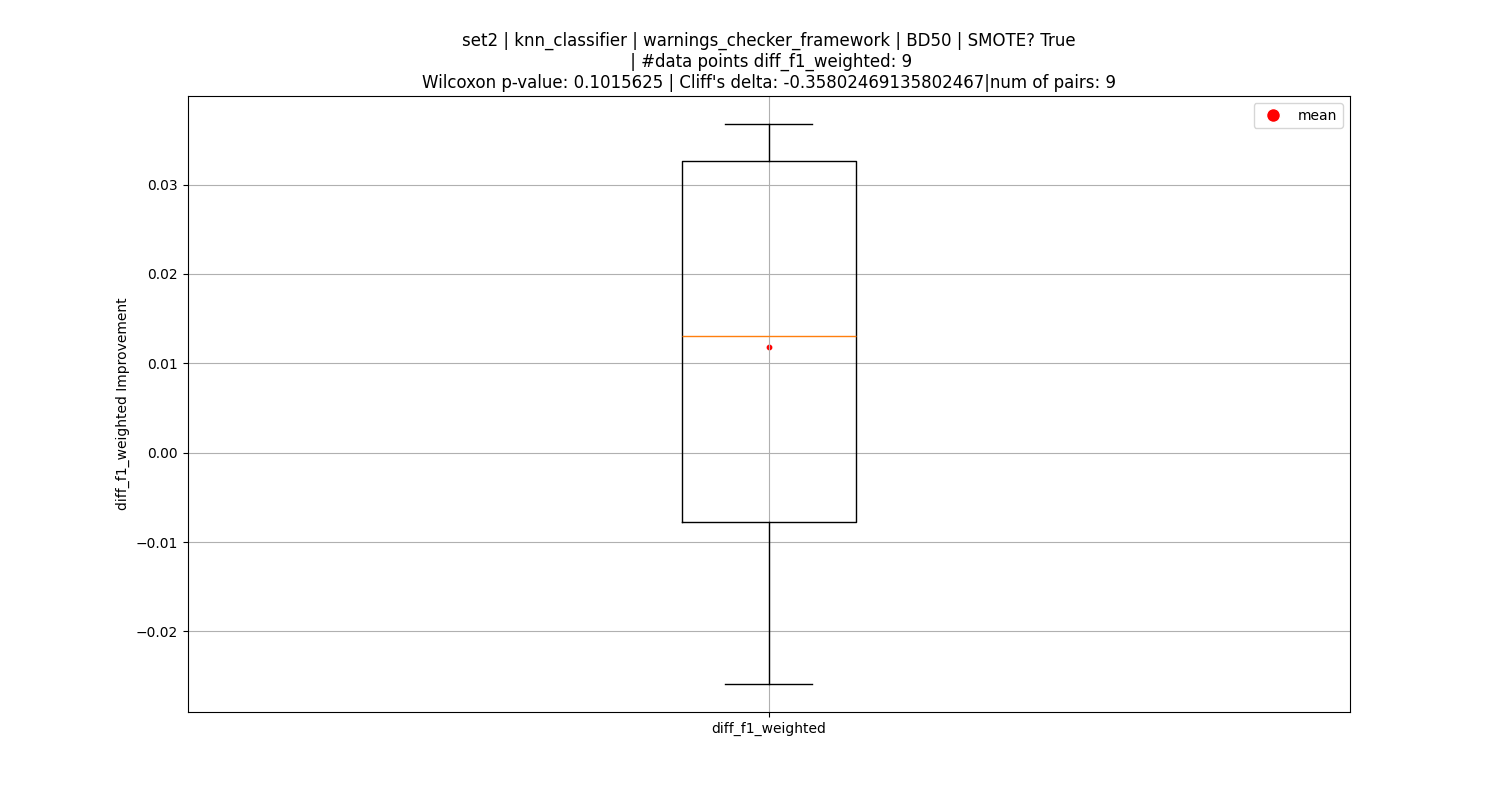 set2 | knn_classifier | warnings_checker_framework | BD50 | SMOTE? True
| #data points diff_f1_weighted: 9
Wilcoxon p-value: 0.1015625 | Cliff's delta: -0.35802469135802467|num of pairs: 9
mean
0.03
0.02
0.01
0.00
−0.01
−0.02
diff_f1_weighted Improvement
diff_f1_weighted